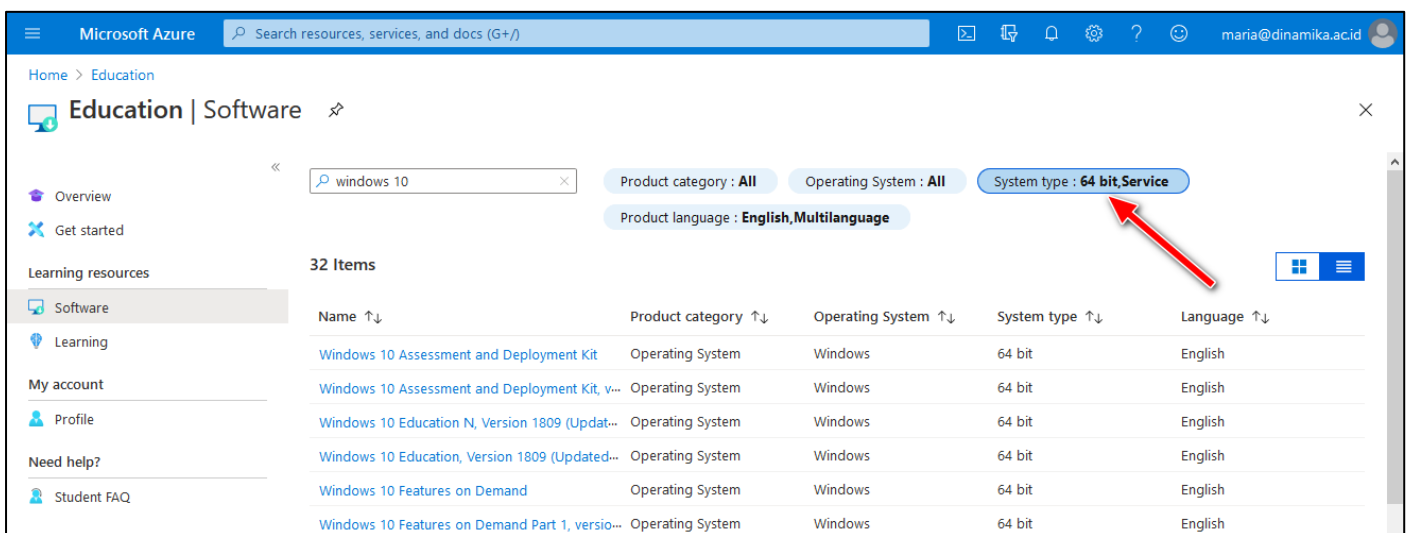 Microsoft Azure
Search resources, services, and docs (G+/)
maria@dinamika.ac.id
Home > Education
Education | Software
«
Overview
Get started
Learning resources
Software
Learning
My account
Profile
Need help?
Student FAQ
windows 10
Product category : All
Operating System : All
System type : 64 bit,Service
Product language : English,Multilanguage
32 Items
Name ↑↓ Product category ↑↓ Operating System ↑↓ System type ↑↓ Language ↑↓
Windows 10 Assessment and Deployment Kit Operating System Windows 64 bit English
Windows 10 Assessment and Deployment Kit, v... Operating System Windows 64 bit English
Windows 10 Education N, Version 1809 (Updat... Operating System Windows 64 bit English
Windows 10 Education, Version 1809 (Updated... Operating System Windows 64 bit English
Windows 10 Features on Demand Operating System Windows 64 bit English
Windows 10 Features on Demand Part 1, versio... Operating System Windows 64 bit English